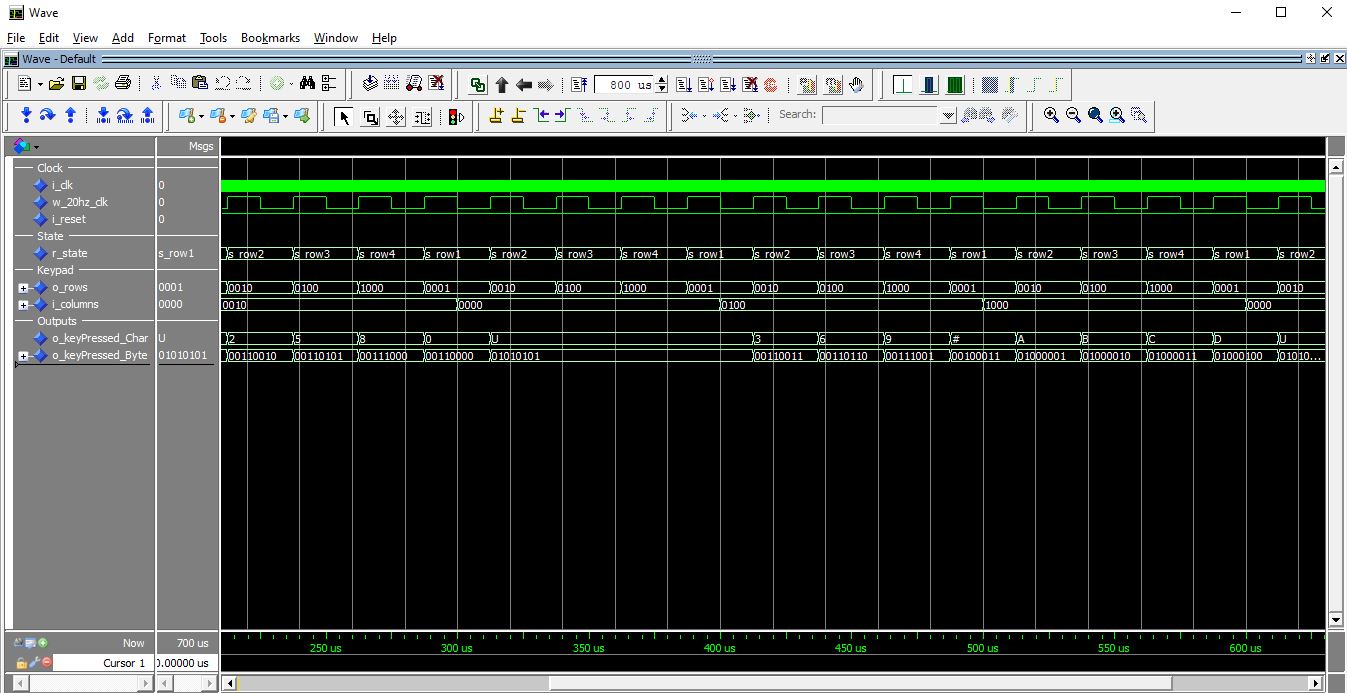 Wave
File Edit View Add Format Tools Bookmarks Window Help
Wave - Default
800 us
Search:
Msgs
Clock
i_clk 0
w_20hz_clk 0
i_reset 0
State
r_state s_row1 s_row2 s_row3 s_row4 s_row1 s_row2 s_row3 s_row4 s_row1 s_row2 s_row3 s_row4 s_row1 s_row2 s_row3 s_row4 s_row1 s_row2
Keypad
o_rows 0001 0010 0100 1000 0001 0010 0100 1000 0001 0010 0100 1000 0001 0010 0100 1000 0001 0010
i_columns 0000 0010 0000 0100 1000 0000
Outputs
o_keyPressed_Char U 2 5 8 0 U 3 6 9 # A B C D U
o_keyPressed_Byte 01010101 00110010 00110101 00111000 00110000 01010101 00110011 00110110 00111001 00100011 01000001 01000010 01000011 01000100 01010...
Now 700 us
250 us 300 us 350 us 400 us 450 us 500 us 550 us 600 us
Cursor 1 0.00000 us